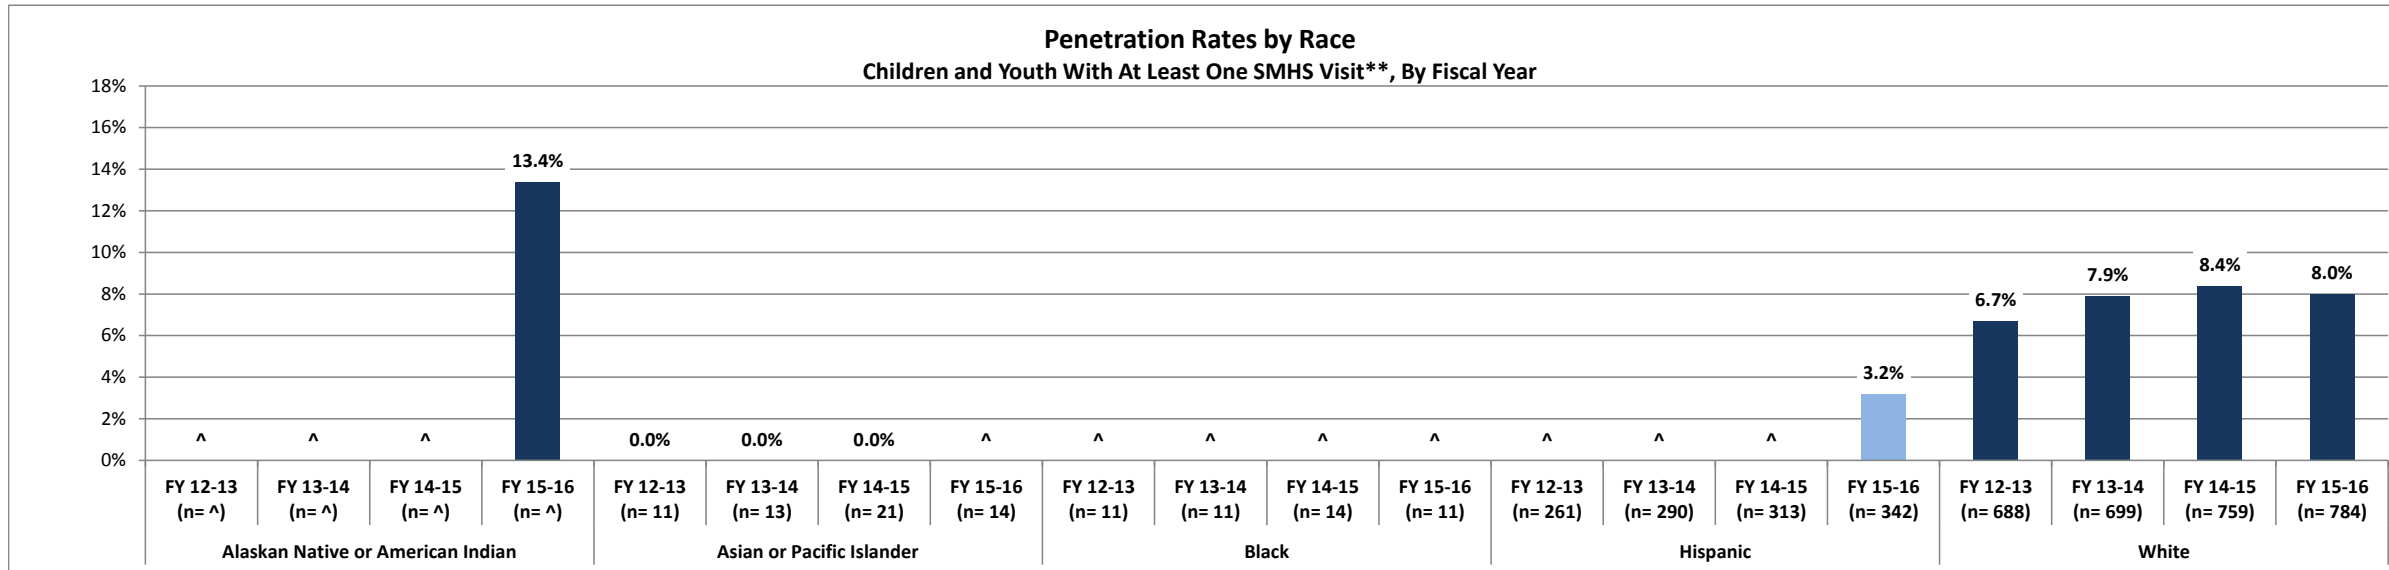 Penetration Rates by Race
Children and Youth With At Least One SMHS Visit**, By Fiscal Year
18%
16%
14%
12%
10%
8%
6%
4%
2%
0%
^ ^ ^ 13.4% 0.0% 0.0% 0.0% ^ ^ ^ ^ ^ ^ ^ ^ 3.2% 6.7% 7.9% 8.4% 8.0%
FY 12-13 FY 13-14 FY 14-15 FY 15-16 FY 12-13 FY 13-14 FY 14-15 FY 15-16 FY 12-13 FY 13-14 FY 14-15 FY 15-16 FY 12-13 FY 13-14 FY 14-15 FY 15-16 FY 12-13 FY 13-14 FY 14-15 FY 15-16
(n= ^) (n= ^) (n= ^) (n= ^) (n= 11) (n= 13) (n= 21) (n= 14) (n= 11) (n= 11) (n= 14) (n= 11) (n= 261) (n= 290) (n= 313) (n= 342) (n= 688) (n= 699) (n= 759) (n= 784)
Alaskan Native or American Indian Asian or Pacific Islander Black Hispanic White